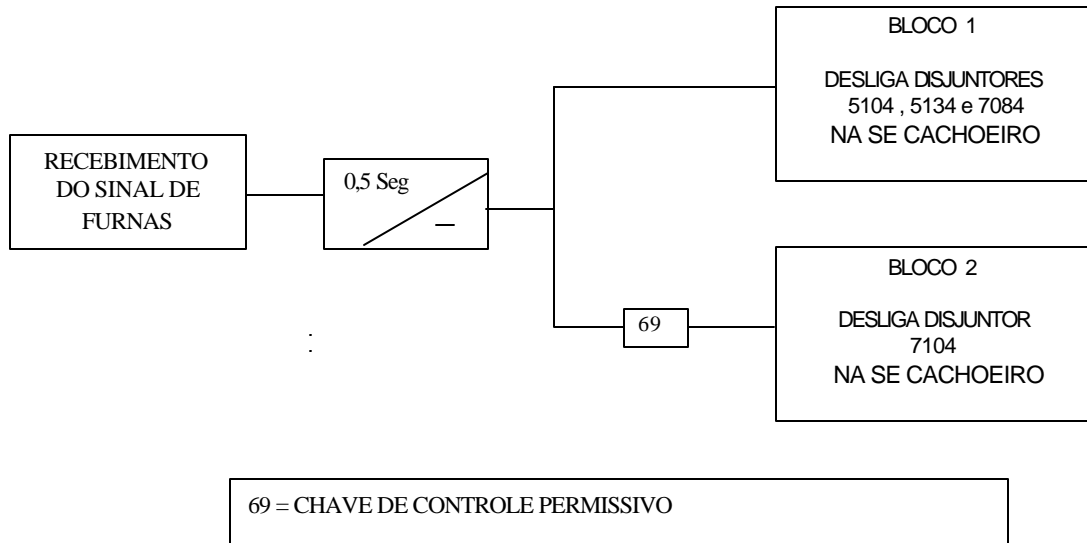 BLOCO 1
DESLIGA DISJUNTORES
5104 , 5134 e 7084
NA SE CACHOEIRO
RECEBIMENTO
DO SINAL DE
FURNAS
0,5 Seg
—
BLOCO 2
DESLIGA DISJUNTOR
7104
NA SE CACHOEIRO
69
:
69 = CHAVE DE CONTROLE PERMISSIVO